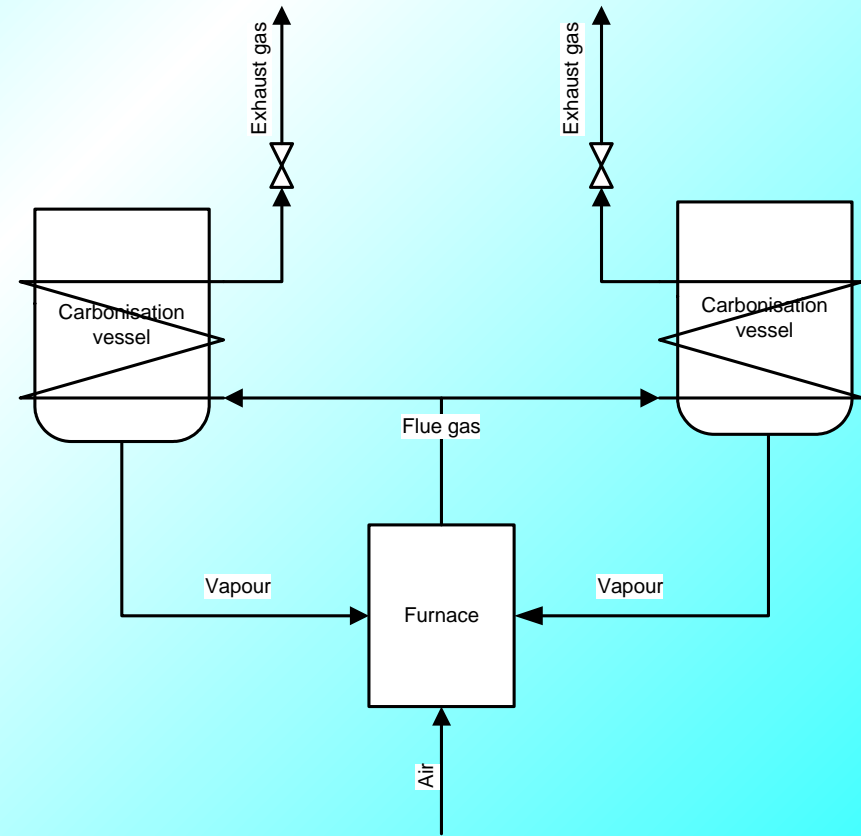 Exhaust gas
Exhaust gas
Carbonisation
vessel
Carbonisation
vessel
Flue gas
Vapour
Vapour
Furnace
Air